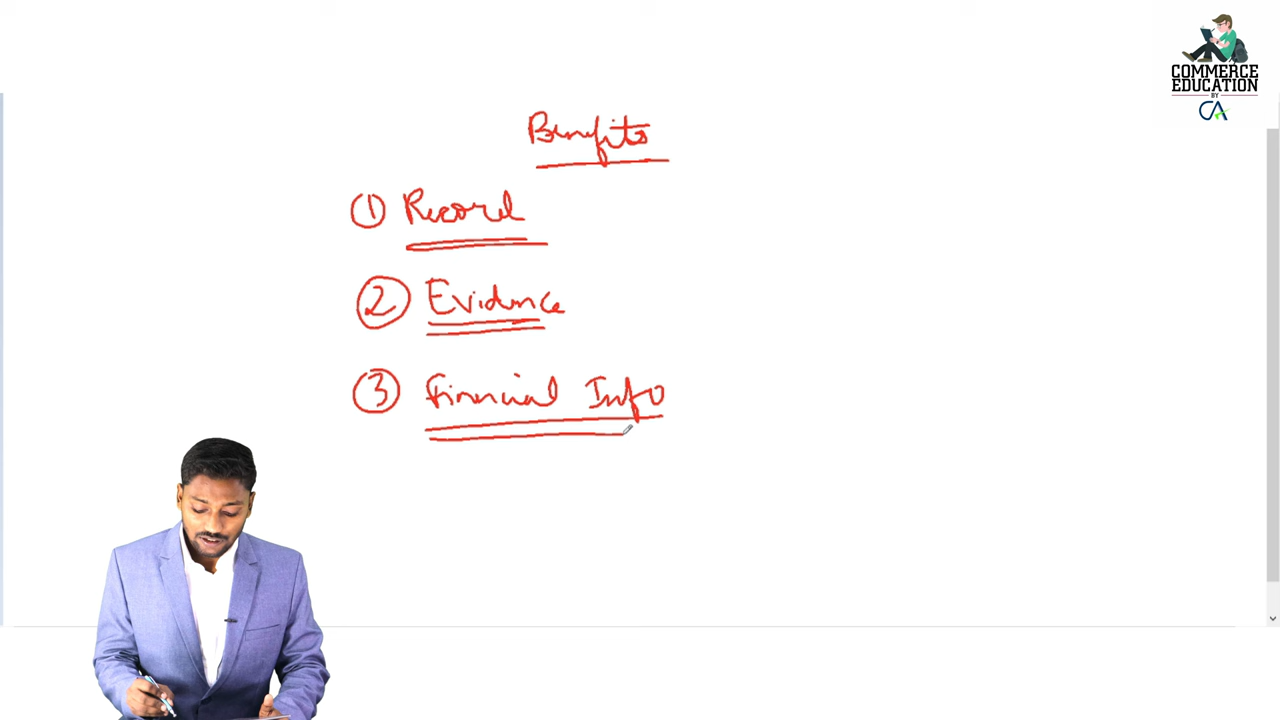 COMMERCE
EDUCATION
BY
CA
Benefits
① Record
② Evidence
③ Financial Info